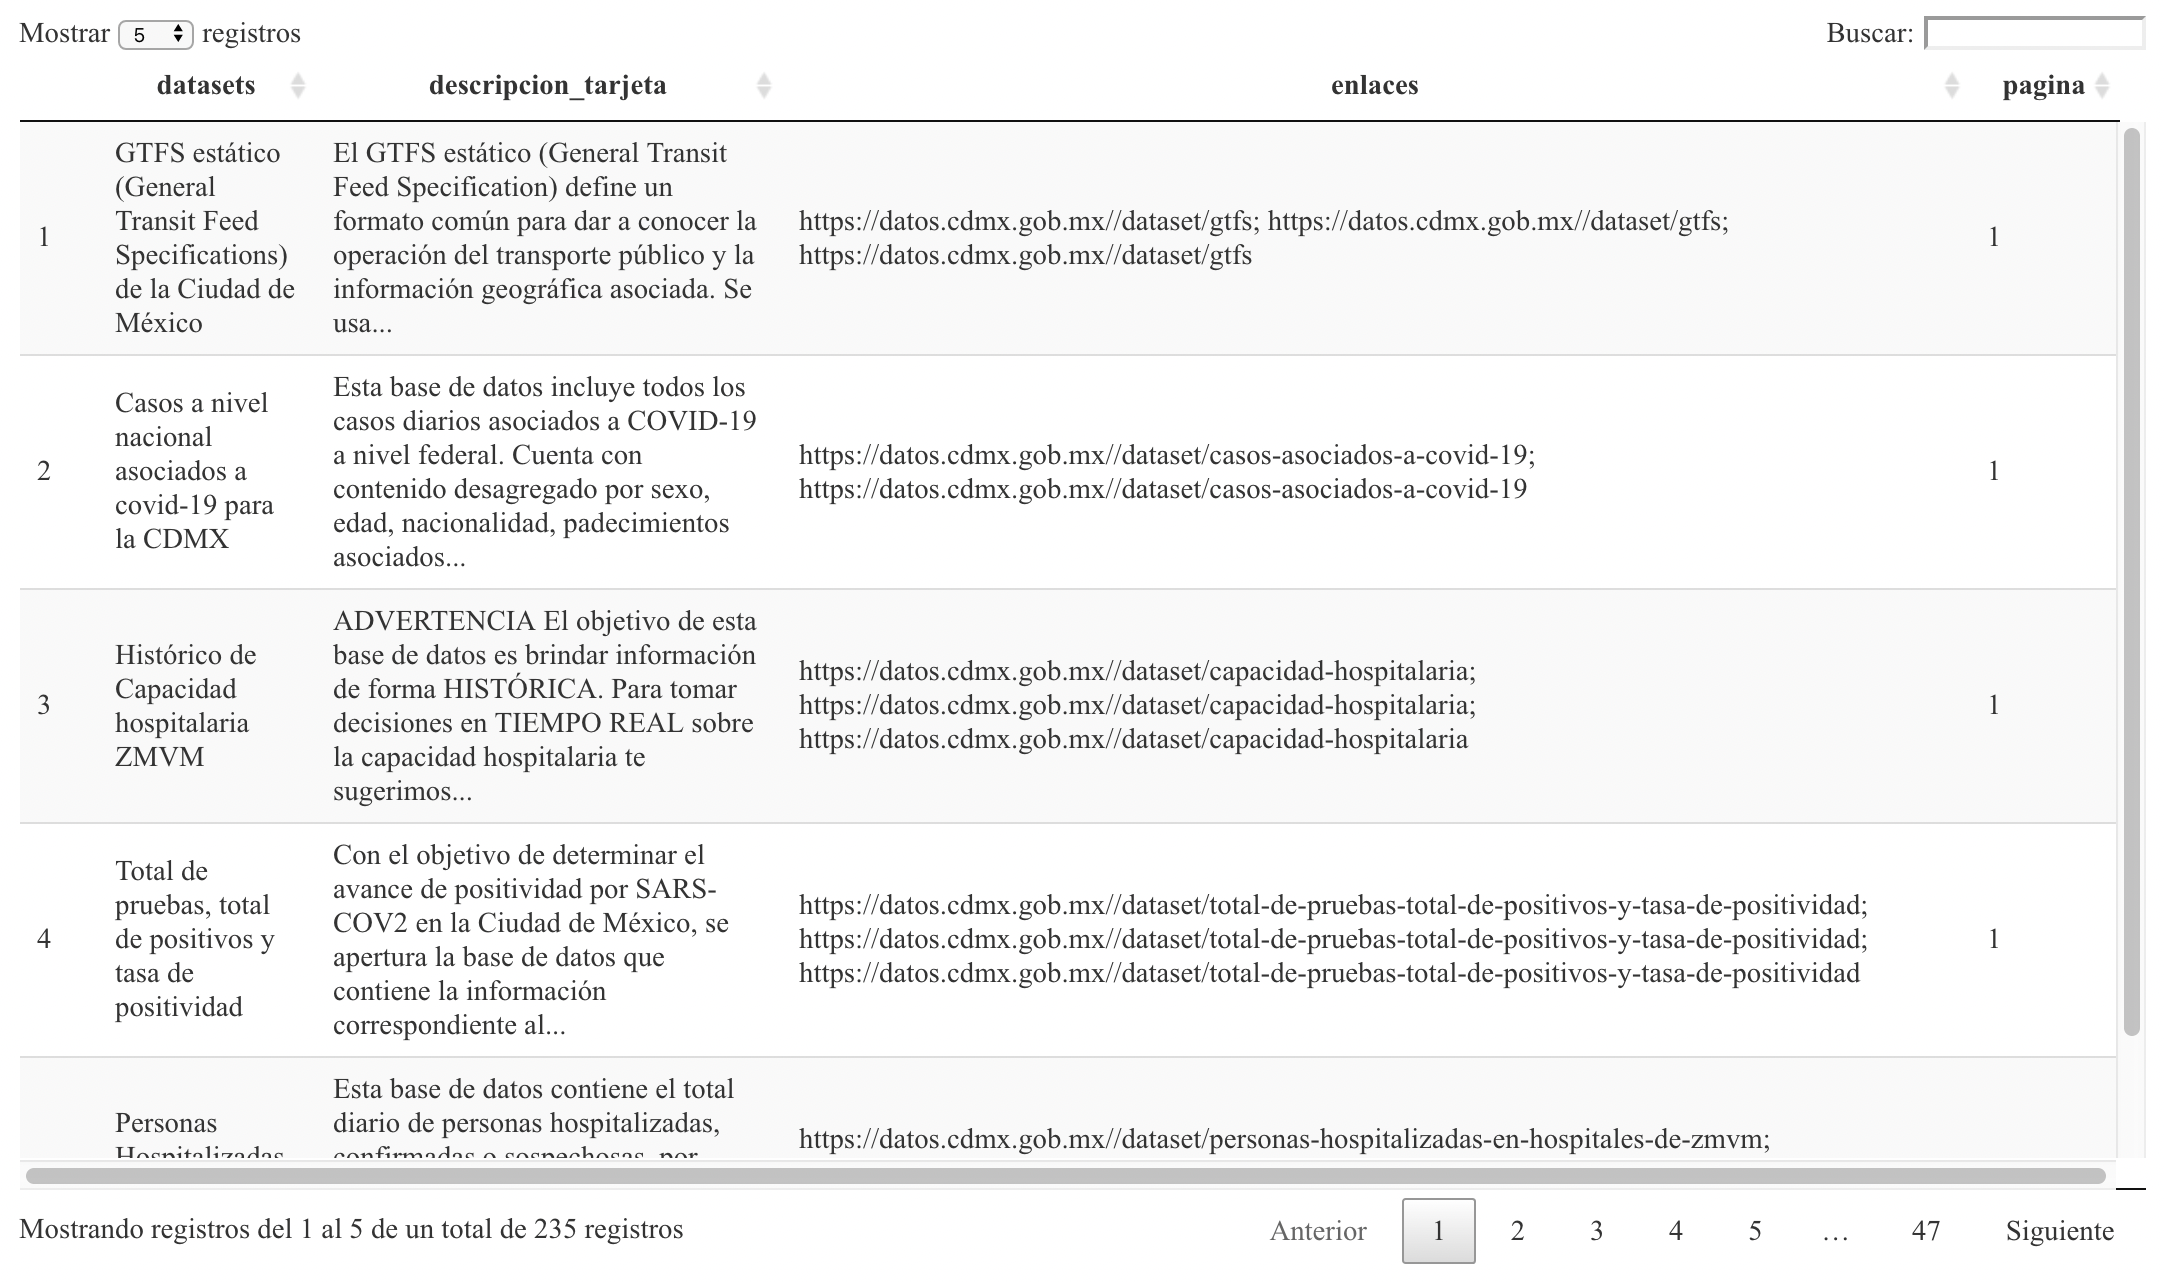 Mostrar 5 registros
Buscar:
datasets descripcion_tarjeta enlaces pagina
1
GTFS estático
(General
Transit Feed
Specifications)
de la Ciudad de
México
El GTFS estático (General Transit
Feed Specification) define un
formato común para dar a conocer la
operación del transporte público y la
información geográfica asociada. Se
usa...
https://datos.cdmx.gob.mx//dataset/gtfs; https://datos.cdmx.gob.mx//dataset/gtfs;
https://datos.cdmx.gob.mx//dataset/gtfs
1
2
Casos a nivel
nacional
asociados a
covid-19 para
la CDMX
Esta base de datos incluye todos los
casos diarios asociados a COVID-19
a nivel federal. Cuenta con
contenido desagregado por sexo,
edad, nacionalidad, padecimientos
asociados...
https://datos.cdmx.gob.mx//dataset/casos-asociados-a-covid-19;
https://datos.cdmx.gob.mx//dataset/casos-asociados-a-covid-19
1
3
Histórico de
Capacidad
hospitalaria
ZMVM
ADVERTENCIA El objetivo de esta
base de datos es brindar información
de forma HISTÓRICA. Para tomar
decisiones en TIEMPO REAL sobre
la capacidad hospitalaria te
sugerimos...
https://datos.cdmx.gob.mx//dataset/capacidad-hospitalaria;
https://datos.cdmx.gob.mx//dataset/capacidad-hospitalaria;
https://datos.cdmx.gob.mx//dataset/capacidad-hospitalaria
1
4
Total de
pruebas, total
de positivos y
tasa de
positividad
Con el objetivo de determinar el
avance de positividad por SARS-
COV2 en la Ciudad de México, se
apertura la base de datos que
contiene la información
correspondiente al...
https://datos.cdmx.gob.mx//dataset/total-de-pruebas-total-de-positivos-y-tasa-de-positividad;
https://datos.cdmx.gob.mx//dataset/total-de-pruebas-total-de-positivos-y-tasa-de-positividad;
https://datos.cdmx.gob.mx//dataset/total-de-pruebas-total-de-positivos-y-tasa-de-positividad
1
Personas
Hospitalizadas
Esta base de datos contiene el total
diario de personas hospitalizadas,
confirmadas o sospechosas, por
https://datos.cdmx.gob.mx//dataset/personas-hospitalizadas-en-hospitales-de-zmvm;
Mostrando registros del 1 al 5 de un total de 235 registros
Anterior 1 2 3 4 5 … 47 Siguiente